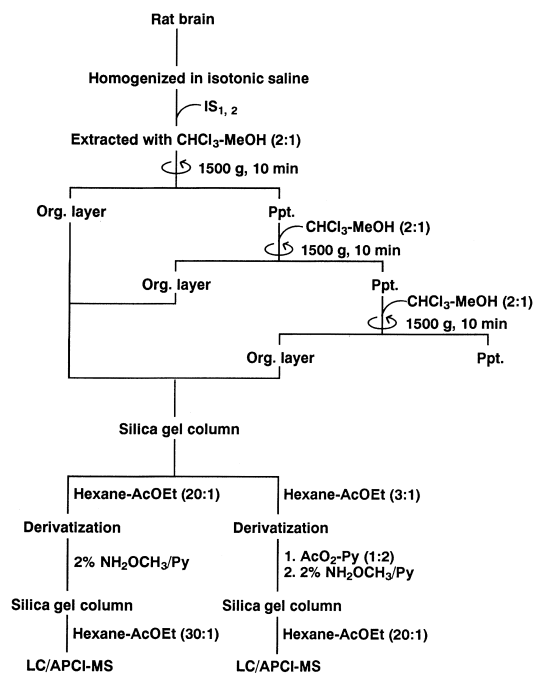 Rat brain
Homogenized in isotonic saline
IS1, 2
Extracted with CHCl3-MeOH (2:1)
1500 g, 10 min
Org. layer Ppt.
CHCl3-MeOH (2:1)
1500 g, 10 min
Org. layer Ppt.
CHCl3-MeOH (2:1)
1500 g, 10 min
Org. layer Ppt.
Silica gel column
Hexane-AcOEt (20:1) Hexane-AcOEt (3:1)
Derivatization Derivatization
2% NH2OCH3/Py
1. AcO2-Py (1:2)
2. 2% NH2OCH3/Py
Silica gel column Silica gel column
Hexane-AcOEt (30:1) Hexane-AcOEt (20:1)
LC/APCI-MS LC/APCI-MS